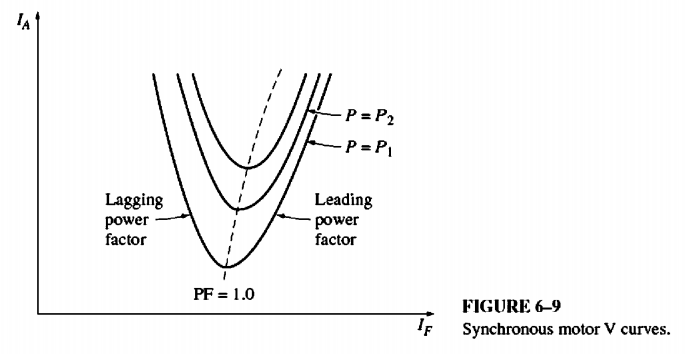 I_A
P = P_2
P = P_1
Lagging
power
factor
Leading
power
factor
PF = 1.0
I_F
FIGURE 6–9
Synchronous motor V curves.